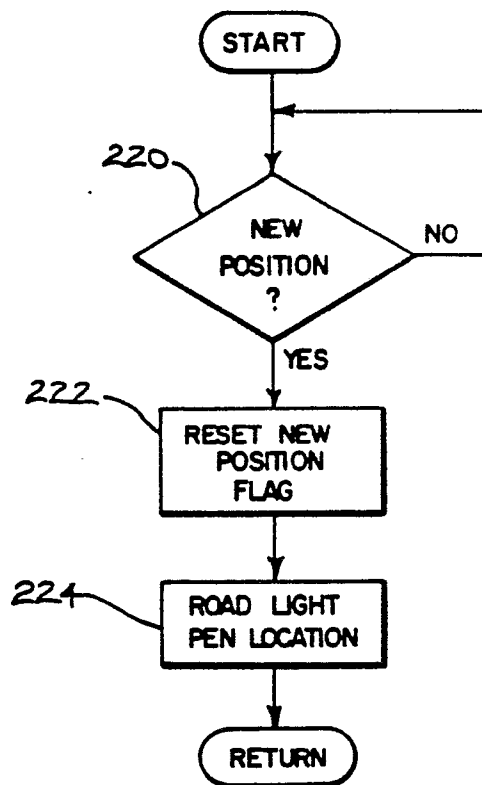 START
220
NEW
POSITION
?
NO
YES
222
RESET NEW
POSITION
FLAG
224
ROAD LIGHT
PEN LOCATION
RETURN